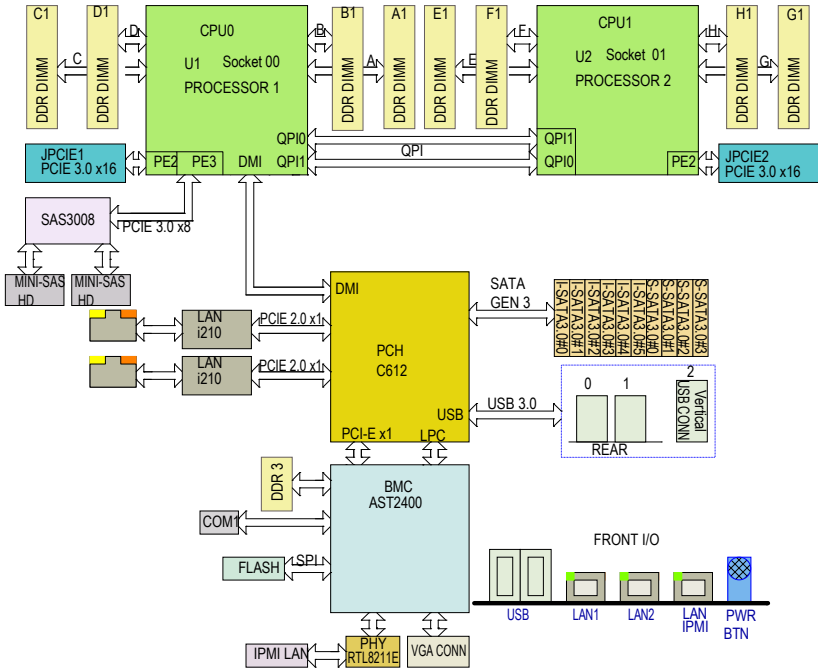 C1
D1
B1
A1
E1
F1
H1
G1
DDR DIMM
DDR DIMM
DDR DIMM
DDR DIMM
DDR DIMM
DDR DIMM
DDR DIMM
DDR DIMM
D
C
B
A
F
E
H
G
CPU0
U1 Socket 00
PROCESSOR 1
CPU1
U2 Socket 01
PROCESSOR 2
QPI0
QPI1
QPI
QPI1
QPI0
PE2
PE3
DMI
PE2
JPCIE1
PCIE 3.0 x16
JPCIE2
PCIE 3.0 x16
SAS3008
PCIE 3.0 x8
MINI-SAS
HD
MINI-SAS
HD
DMI
PCH
C612
USB
PCI-E x1
LPC
LAN
i210
PCIE 2.0 x1
LAN
i210
PCIE 2.0 x1
SATA
GEN 3
I-SATA3.0#0
I-SATA3.0#1
I-SATA3.0#2
I-SATA3.0#3
I-SATA3.0#4
I-SATA3.0#5
S-SATA3.0#0
S-SATA3.0#1
S-SATA3.0#2
S-SATA3.0#3
USB 3.0
0
1
2
Vertical
USB CONN
REAR
DDR 3
BMC
AST2400
COM1
FLASH
SPI
FRONT I/O
USB
LAN1
LAN2
LAN
IPMI
PWR
BTN
IPMI LAN
PHY
RTL8211E
VGA CONN